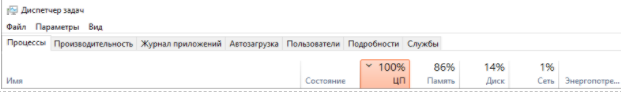 Диспетчер задач
Файл Параметры Вид
Процессы Производительность Журнал приложений Автозагрузка Пользователи Подробности Службы
100% 86% 14% 1%
Имя Состояние ЦП Память Диск Сеть Энергопотре...